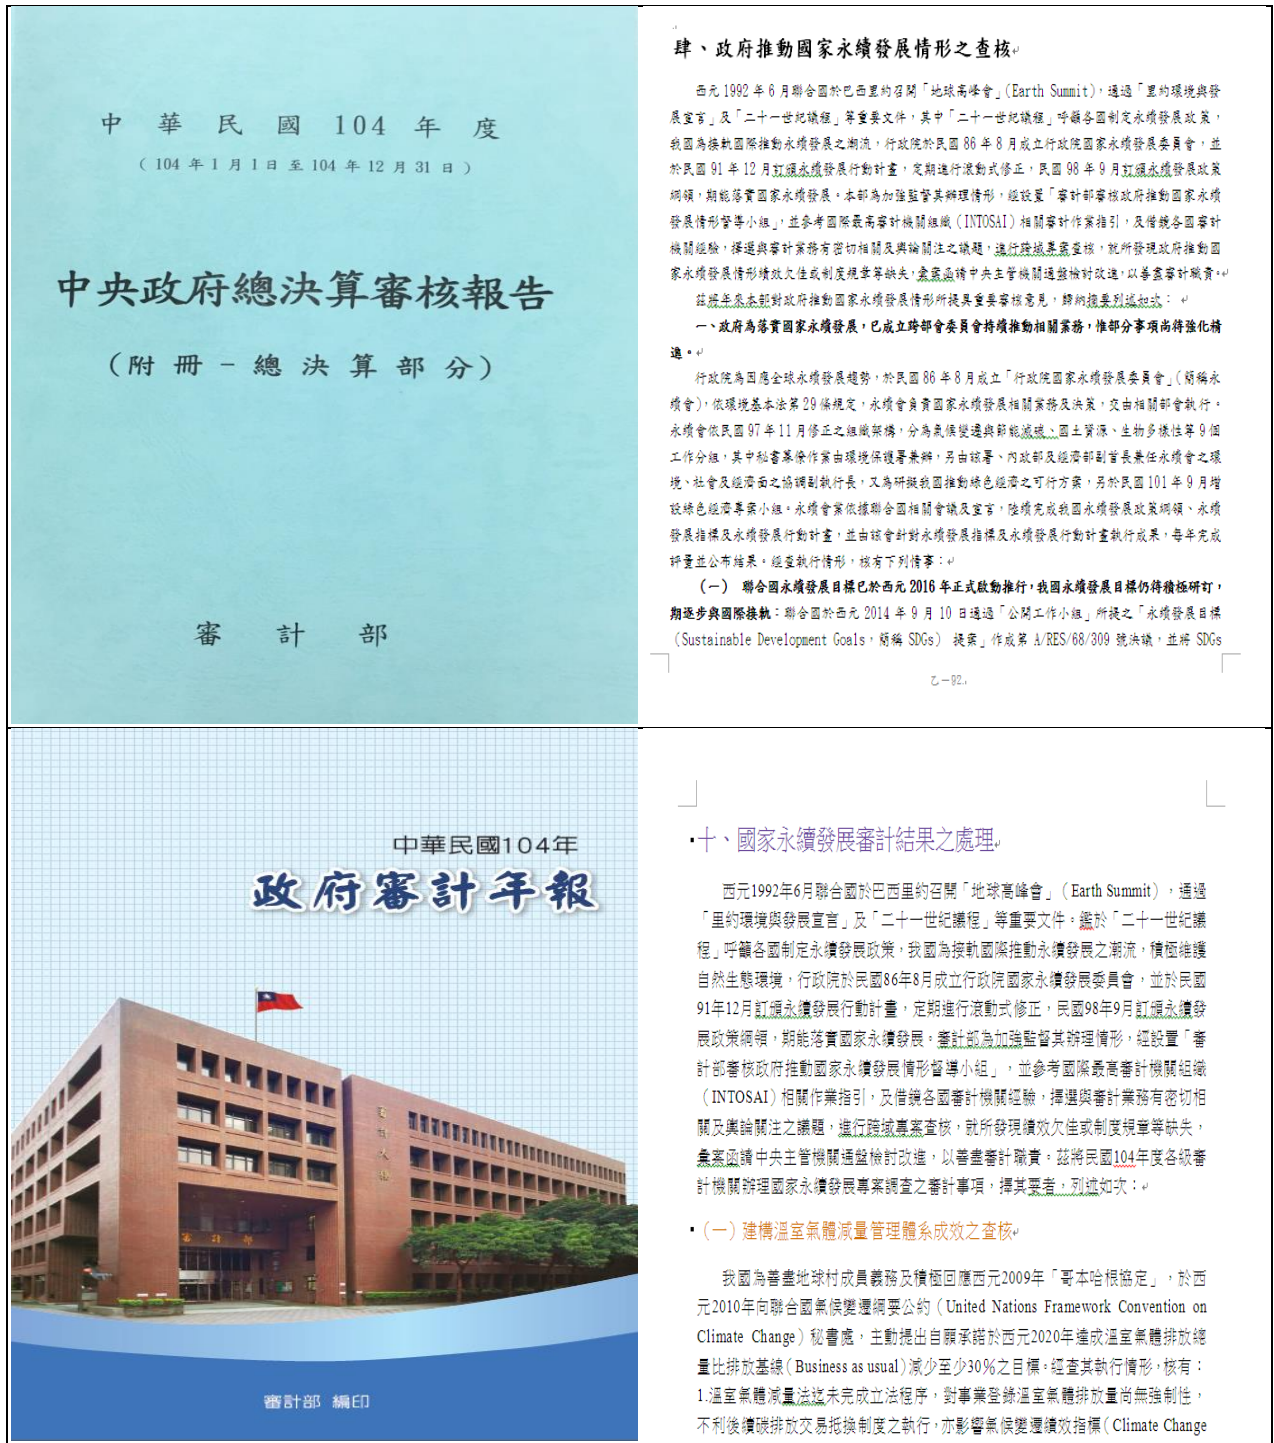 中華民國104年度
(104年1月1日至104年12月31日)
中央政府總決算審核報告
(附冊－總決算部分)
審計部
肆、政府推動國家永續發展情形之查核
西元1992年6月聯合國於巴西里約召開「地球高峰會」(Earth Summit)，通過「里約環境與發
展宣言」及「二十一世紀議程」等重要文件，其中「二十一世紀議程」呼籲各國制定永續發展政策，
我國為接軌國際推動永續發展之潮流，行政院於民國86年8月成立行政院國家永續發展委員會，並
於民國91年12月訂頒永續發展行動計畫，定期進行滾動式修正，民國98年9月訂頒永續發展政策
綱領，期能落實國家永續發展。本部為加強監督其辦理情形，經設置「審計部審核政府推動國家永續
發展情形督導小組」，並參考國際最高審計機關組織(INTOSAI)相關審計作業指引，及借鏡各國審計
機關經驗，擇選與審計業務有密切相關及輿論關注之議題，進行跨域專案查核，就所發現政府推動國
家永續發展情形績效欠佳或制度規章等缺失，彙案函請中央主管機關通盤檢討改進，以善盡審計職責。
茲將年來本部對政府推動國家永續發展情形所提具重要審核意見，歸納摘要列述如次：
一、政府為落實國家永續發展，已成立跨部會委員會持續推動相關業務，惟部分事項尚待強化精
進。
行政院為因應全球永續發展趨勢，於民國86年8月成立「行政院國家永續發展委員會」(簡稱永
續會)，依環境基本法第29條規定，永續會負責國家永續發展相關業務及決策，交由相關部會執行。
永續會依民國97年11月修正之組織架構，分為氣候變遷與節能減碳、國土資源、生物多樣性等9個
工作分組，其中秘書幕僚作業由環境保護署兼辦，另由該署、內政部及經濟部副首長兼任永續會之環
境、社會及經濟面之協調副執行長，又為研擬我國推動綠色經濟之可行方案，另於民國101年9月增
設綠色經濟專案小組。永續會業依據聯合國相關會議及宣言，陸續完成我國永續發展政策綱領、永續
發展指標及永續發展行動計畫，並由該會針對永續發展指標及永續發展行動計畫執行成果，每年完成
評量並公布結果。經查執行情形，核有下列情事：
(一) 聯合國永續發展目標已於西元2016年正式啟動推行，我國永續發展目標仍待積極研訂，
期逐步與國際接軌：聯合國於西元2014年9月10日通過「公開工作小組」所提之「永續發展目標
(Sustainable Development Goals，簡稱SDGs) 提案」作成第A/RES/68/309號決議，並將SDGs
乙－92
中華民國104年
政府審計年報
審計大樓
審計部
審計部 編印
十、國家永續發展審計結果之處理
西元1992年6月聯合國於巴西里約召開「地球高峰會」（Earth Summit），通過
「里約環境與發展宣言」及「二十一世紀議程」等重要文件。鑑於「二十一世紀議
程」呼籲各國制定永續發展政策，我國為接軌國際推動永續發展之潮流，積極維護
自然生態環境，行政院於民國86年8月成立行政院國家永續發展委員會，並於民國
91年12月訂頒永續發展行動計畫，定期進行滾動式修正，民國98年9月訂頒永續發
展政策綱領，期能落實國家永續發展。審計部為加強監督其辦理情形，經設置「審
計部審核政府推動國家永續發展情形督導小組」，並參考國際最高審計機關組織
（INTOSAI）相關作業指引，及借鏡各國審計機關經驗，擇選與審計業務有密切相
關及輿論關注之議題，進行跨域專案查核，就所發現績效欠佳或制度規章等缺失，
彙案函請中央主管機關通盤檢討改進，以善盡審計職責。茲將民國104年度各級審
計機關辦理國家永續發展專案調查之審計事項，擇其要者，列述如次：
（一）建構溫室氣體減量管理體系成效之查核
我國為善盡地球村成員義務及積極回應西元2009年「哥本哈根協定」，於西
元2010年向聯合國氣候變遷綱要公約（United Nations Framework Convention on
Climate Change）秘書處，主動提出自願承諾於西元2020年達成溫室氣體排放總
量比排放基線（Business as usual）減少至少30%之目標。經查其執行情形，核有：
1.溫室氣體減量法迄未完成立法程序，對事業登錄溫室氣體排放量尚無強制性，
不利後續碳排放交易抵換制度之執行，亦影響氣候變遷績效指標（Climate Change